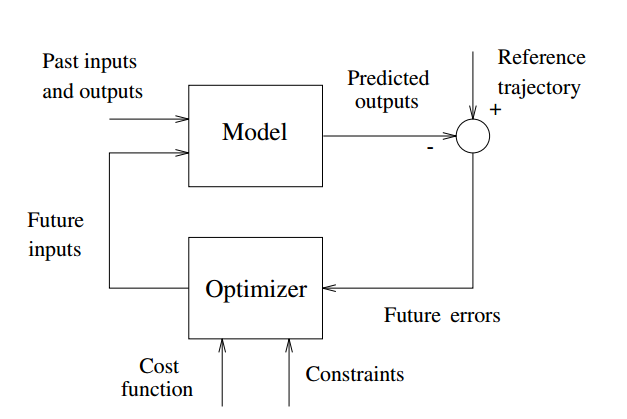 Past inputs
and outputs
Model
Predicted
outputs
Reference
trajectory
+
-
Future
inputs
Optimizer
Future errors
Cost
function
Constraints